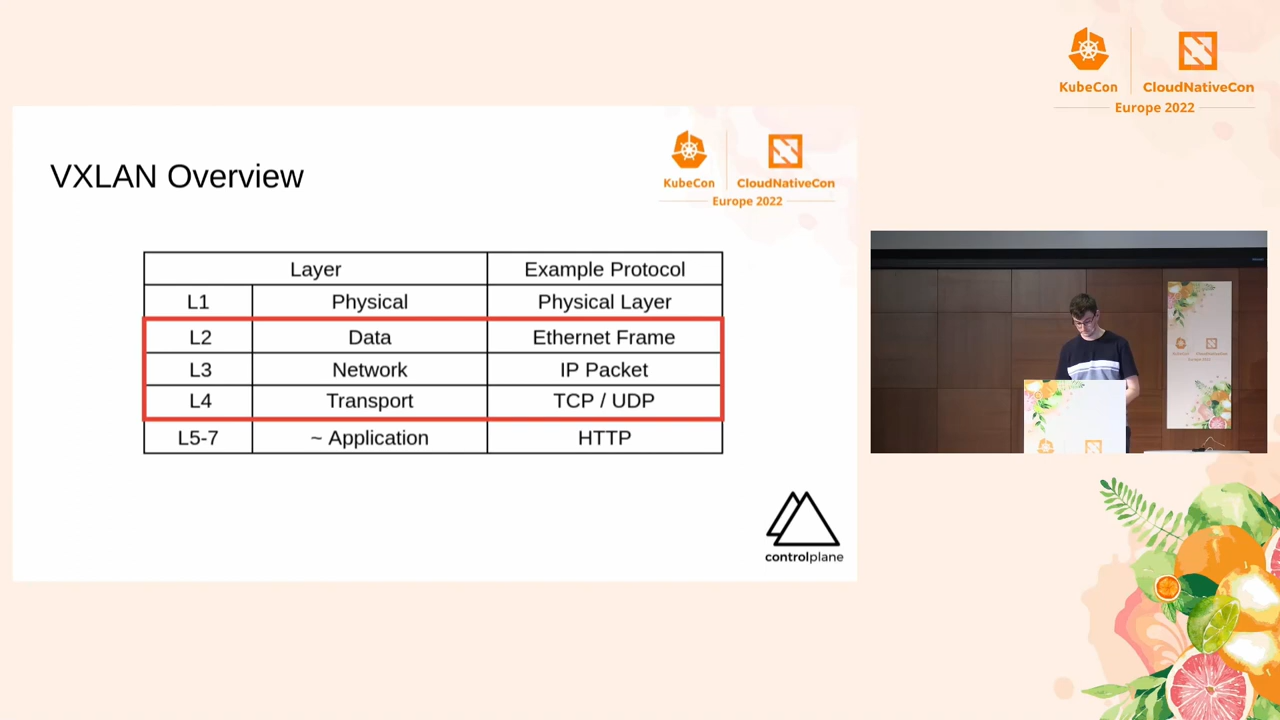 KubeCon
CloudNativeCon
Europe 2022
VXLAN Overview
KubeCon
CloudNativeCon
Europe 2022
Layer Example Protocol
L1 Physical Physical Layer
L2 Data Ethernet Frame
L3 Network IP Packet
L4 Transport TCP / UDP
L5-7 ~ Application HTTP
controlplane